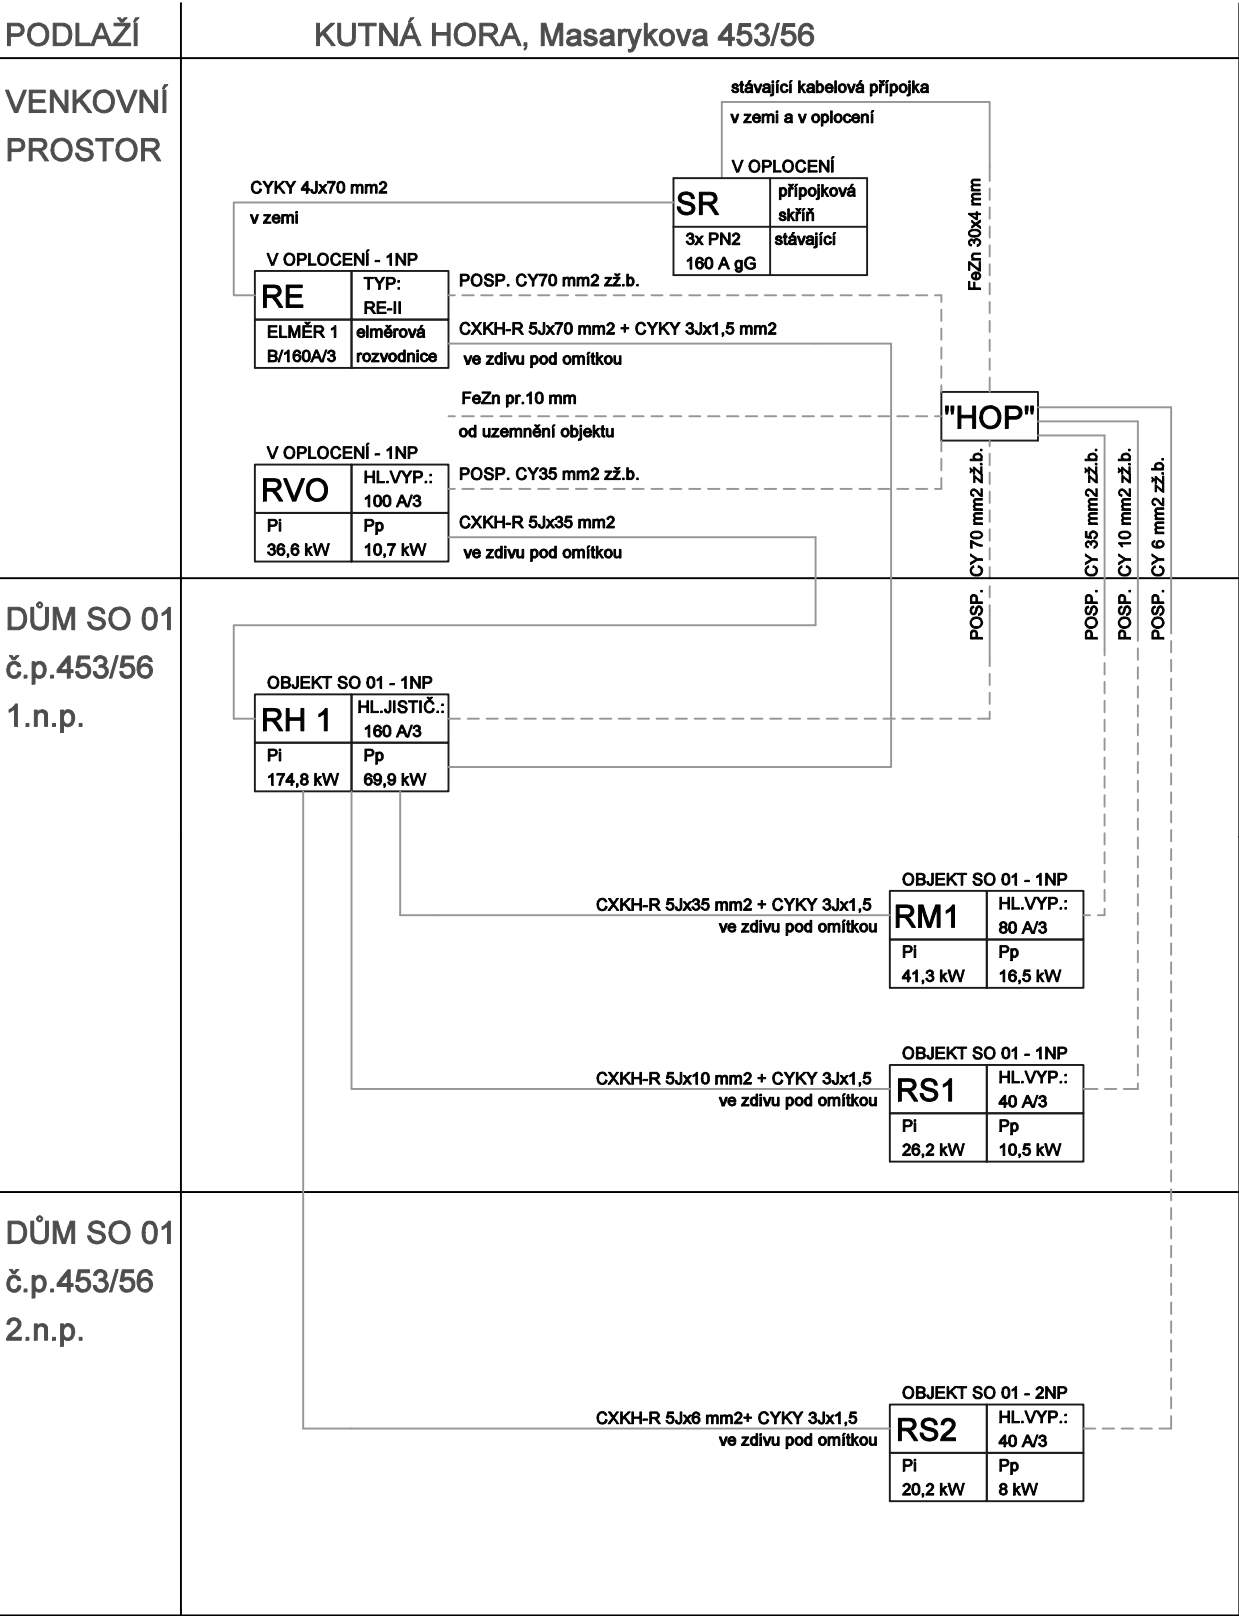 PODLAŽÍ
KUTNÁ HORA, Masarykova 453/56
VENKOVNÍ
PROSTOR
stávající kabelová přípojka
v zemi a v oplocení
V OPLOCENÍ
SR
přípojková
skříň
3x PN2
160 A gG
stávající
FeZn 30x4 mm
CYKY 4Jx70 mm2
v zemi
V OPLOCENÍ - 1NP
RE
TYP:
RE-II
ELMĚR 1
B/160A/3
elměrová
rozvodnice
POSP. CY70 mm2 zž.b.
CXKH-R 5Jx70 mm2 + CYKY 3Jx1,5 mm2
ve zdivu pod omítkou
FeZn pr.10 mm
od uzemnění objektu
"HOP"
V OPLOCENÍ - 1NP
RVO
HL.VYP.:
100 A/3
Pi
36,6 kW
Pp
10,7 kW
POSP. CY35 mm2 zž.b.
CXKH-R 5Jx35 mm2
ve zdivu pod omítkou
POSP. CY 70 mm2 zž.b.
POSP. CY 35 mm2 zž.b.
POSP. CY 10 mm2 zž.b.
POSP. CY 6 mm2 zž.b.
DŮM SO 01
č.p.453/56
1.n.p.
OBJEKT SO 01 - 1NP
RH 1
HL.JISTIČ.:
160 A/3
Pi
174,8 kW
Pp
69,9 kW
CXKH-R 5Jx35 mm2 + CYKY 3Jx1,5
ve zdivu pod omítkou
OBJEKT SO 01 - 1NP
RM1
HL.VYP.:
80 A/3
Pi
41,3 kW
Pp
16,5 kW
CXKH-R 5Jx10 mm2 + CYKY 3Jx1,5
ve zdivu pod omítkou
OBJEKT SO 01 - 1NP
RS1
HL.VYP.:
40 A/3
Pi
26,2 kW
Pp
10,5 kW
DŮM SO 01
č.p.453/56
2.n.p.
CXKH-R 5Jx6 mm2+ CYKY 3Jx1,5
ve zdivu pod omítkou
OBJEKT SO 01 - 2NP
RS2
HL.VYP.:
40 A/3
Pi
20,2 kW
Pp
8 kW